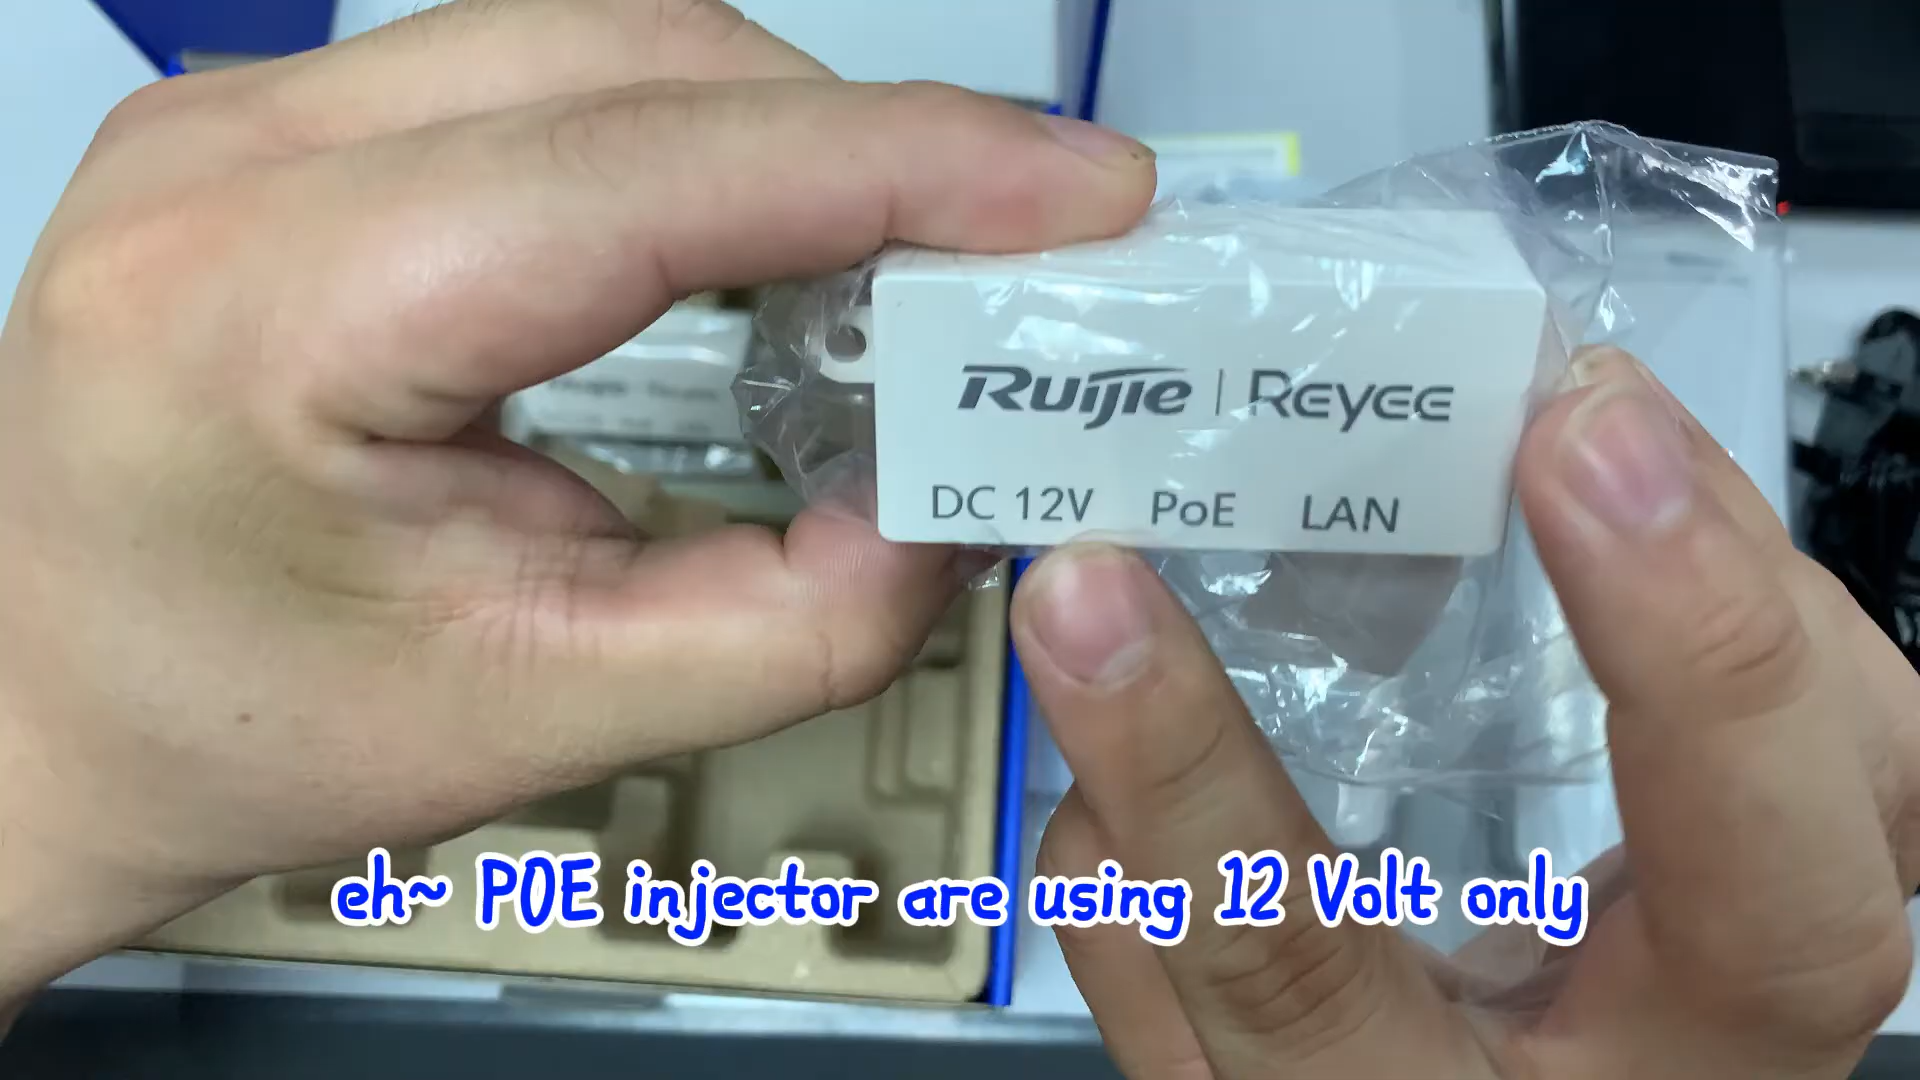 Ruijie | Reyee
DC 12V PoE LAN
eh~ POE injector are using 12 Volt only